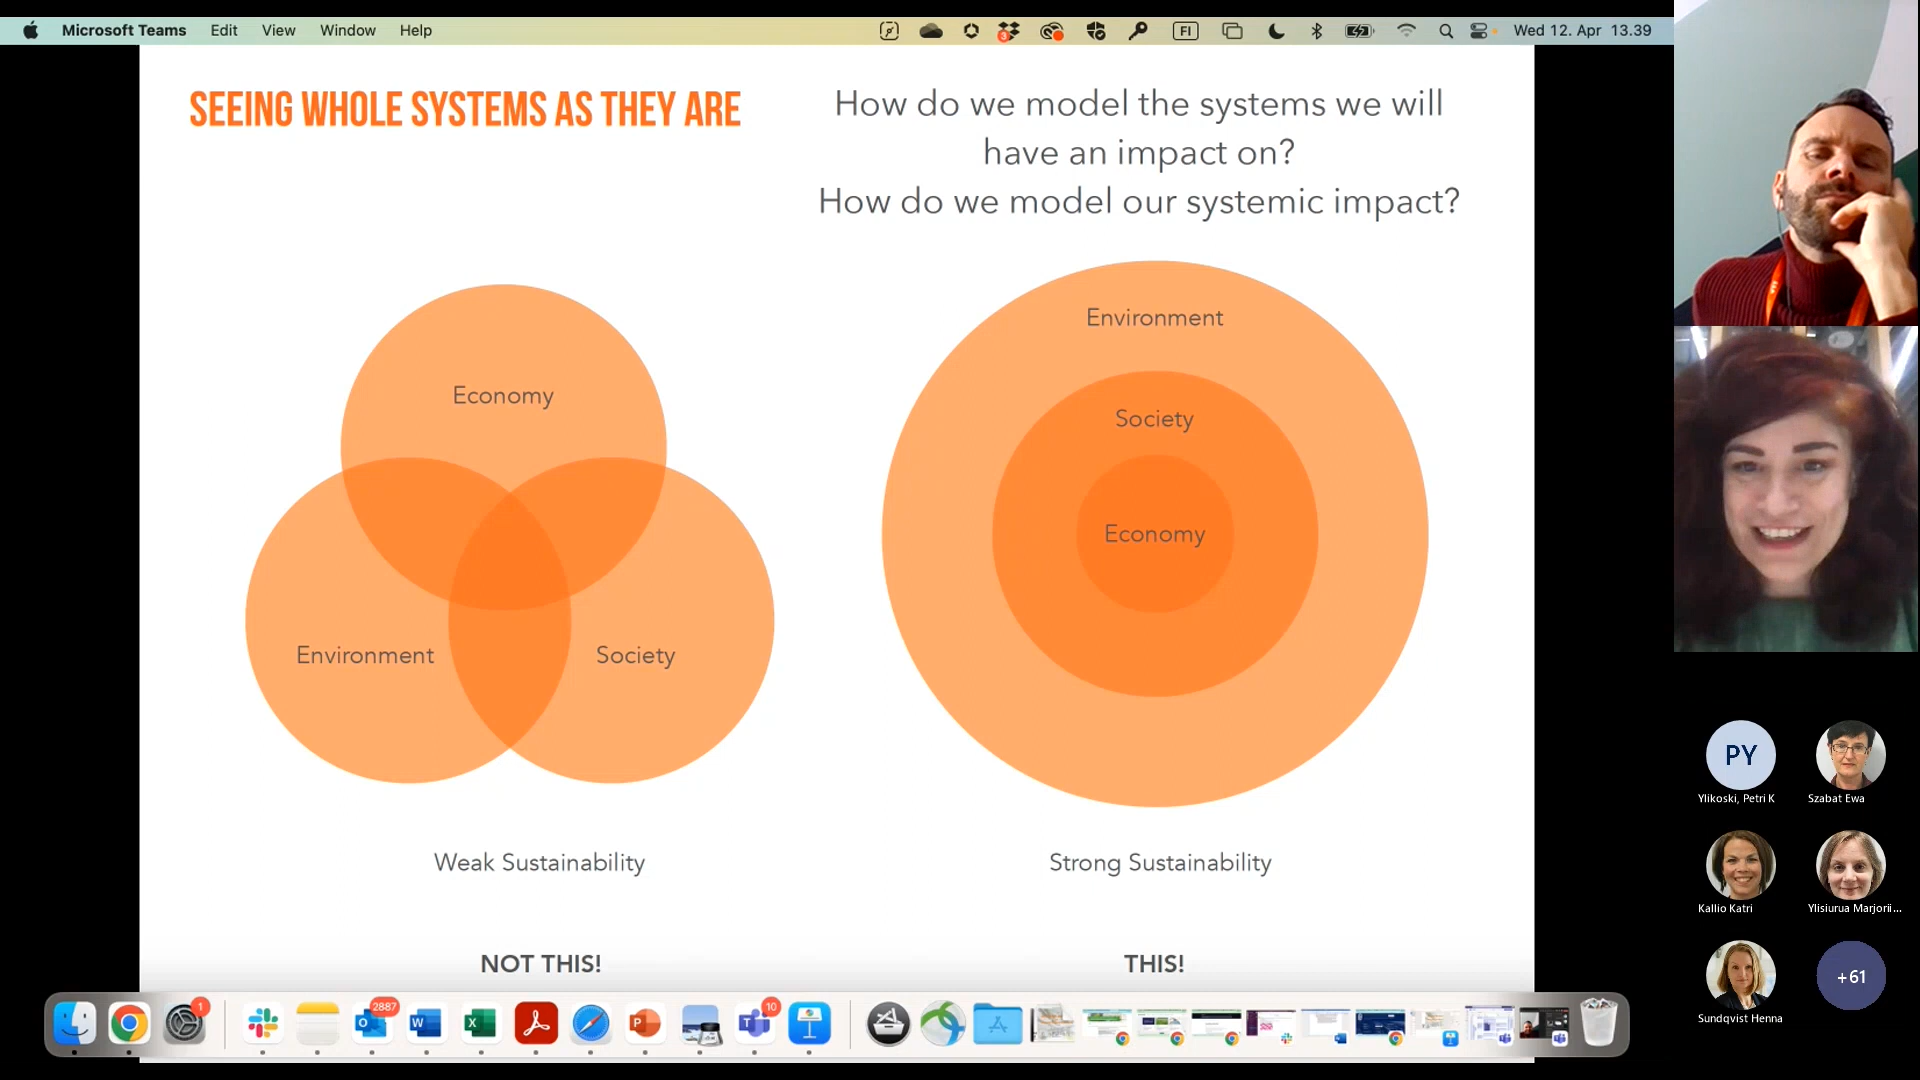 Microsoft Teams Edit View Window Help
3
FI
Wed 12. Apr 13.39
SEEING WHOLE SYSTEMS AS THEY ARE
How do we model the systems we will
have an impact on?
How do we model our systemic impact?
Economy
Environment
Society
Weak Sustainability
NOT THIS!
Environment
Society
Economy
Strong Sustainability
THIS!
PY
Ylikoski, Petri K
Szabat Ewa
Kallio Katri
Ylisiurua Marjorii...
Sundqvist Henna
+61
1
2887
10